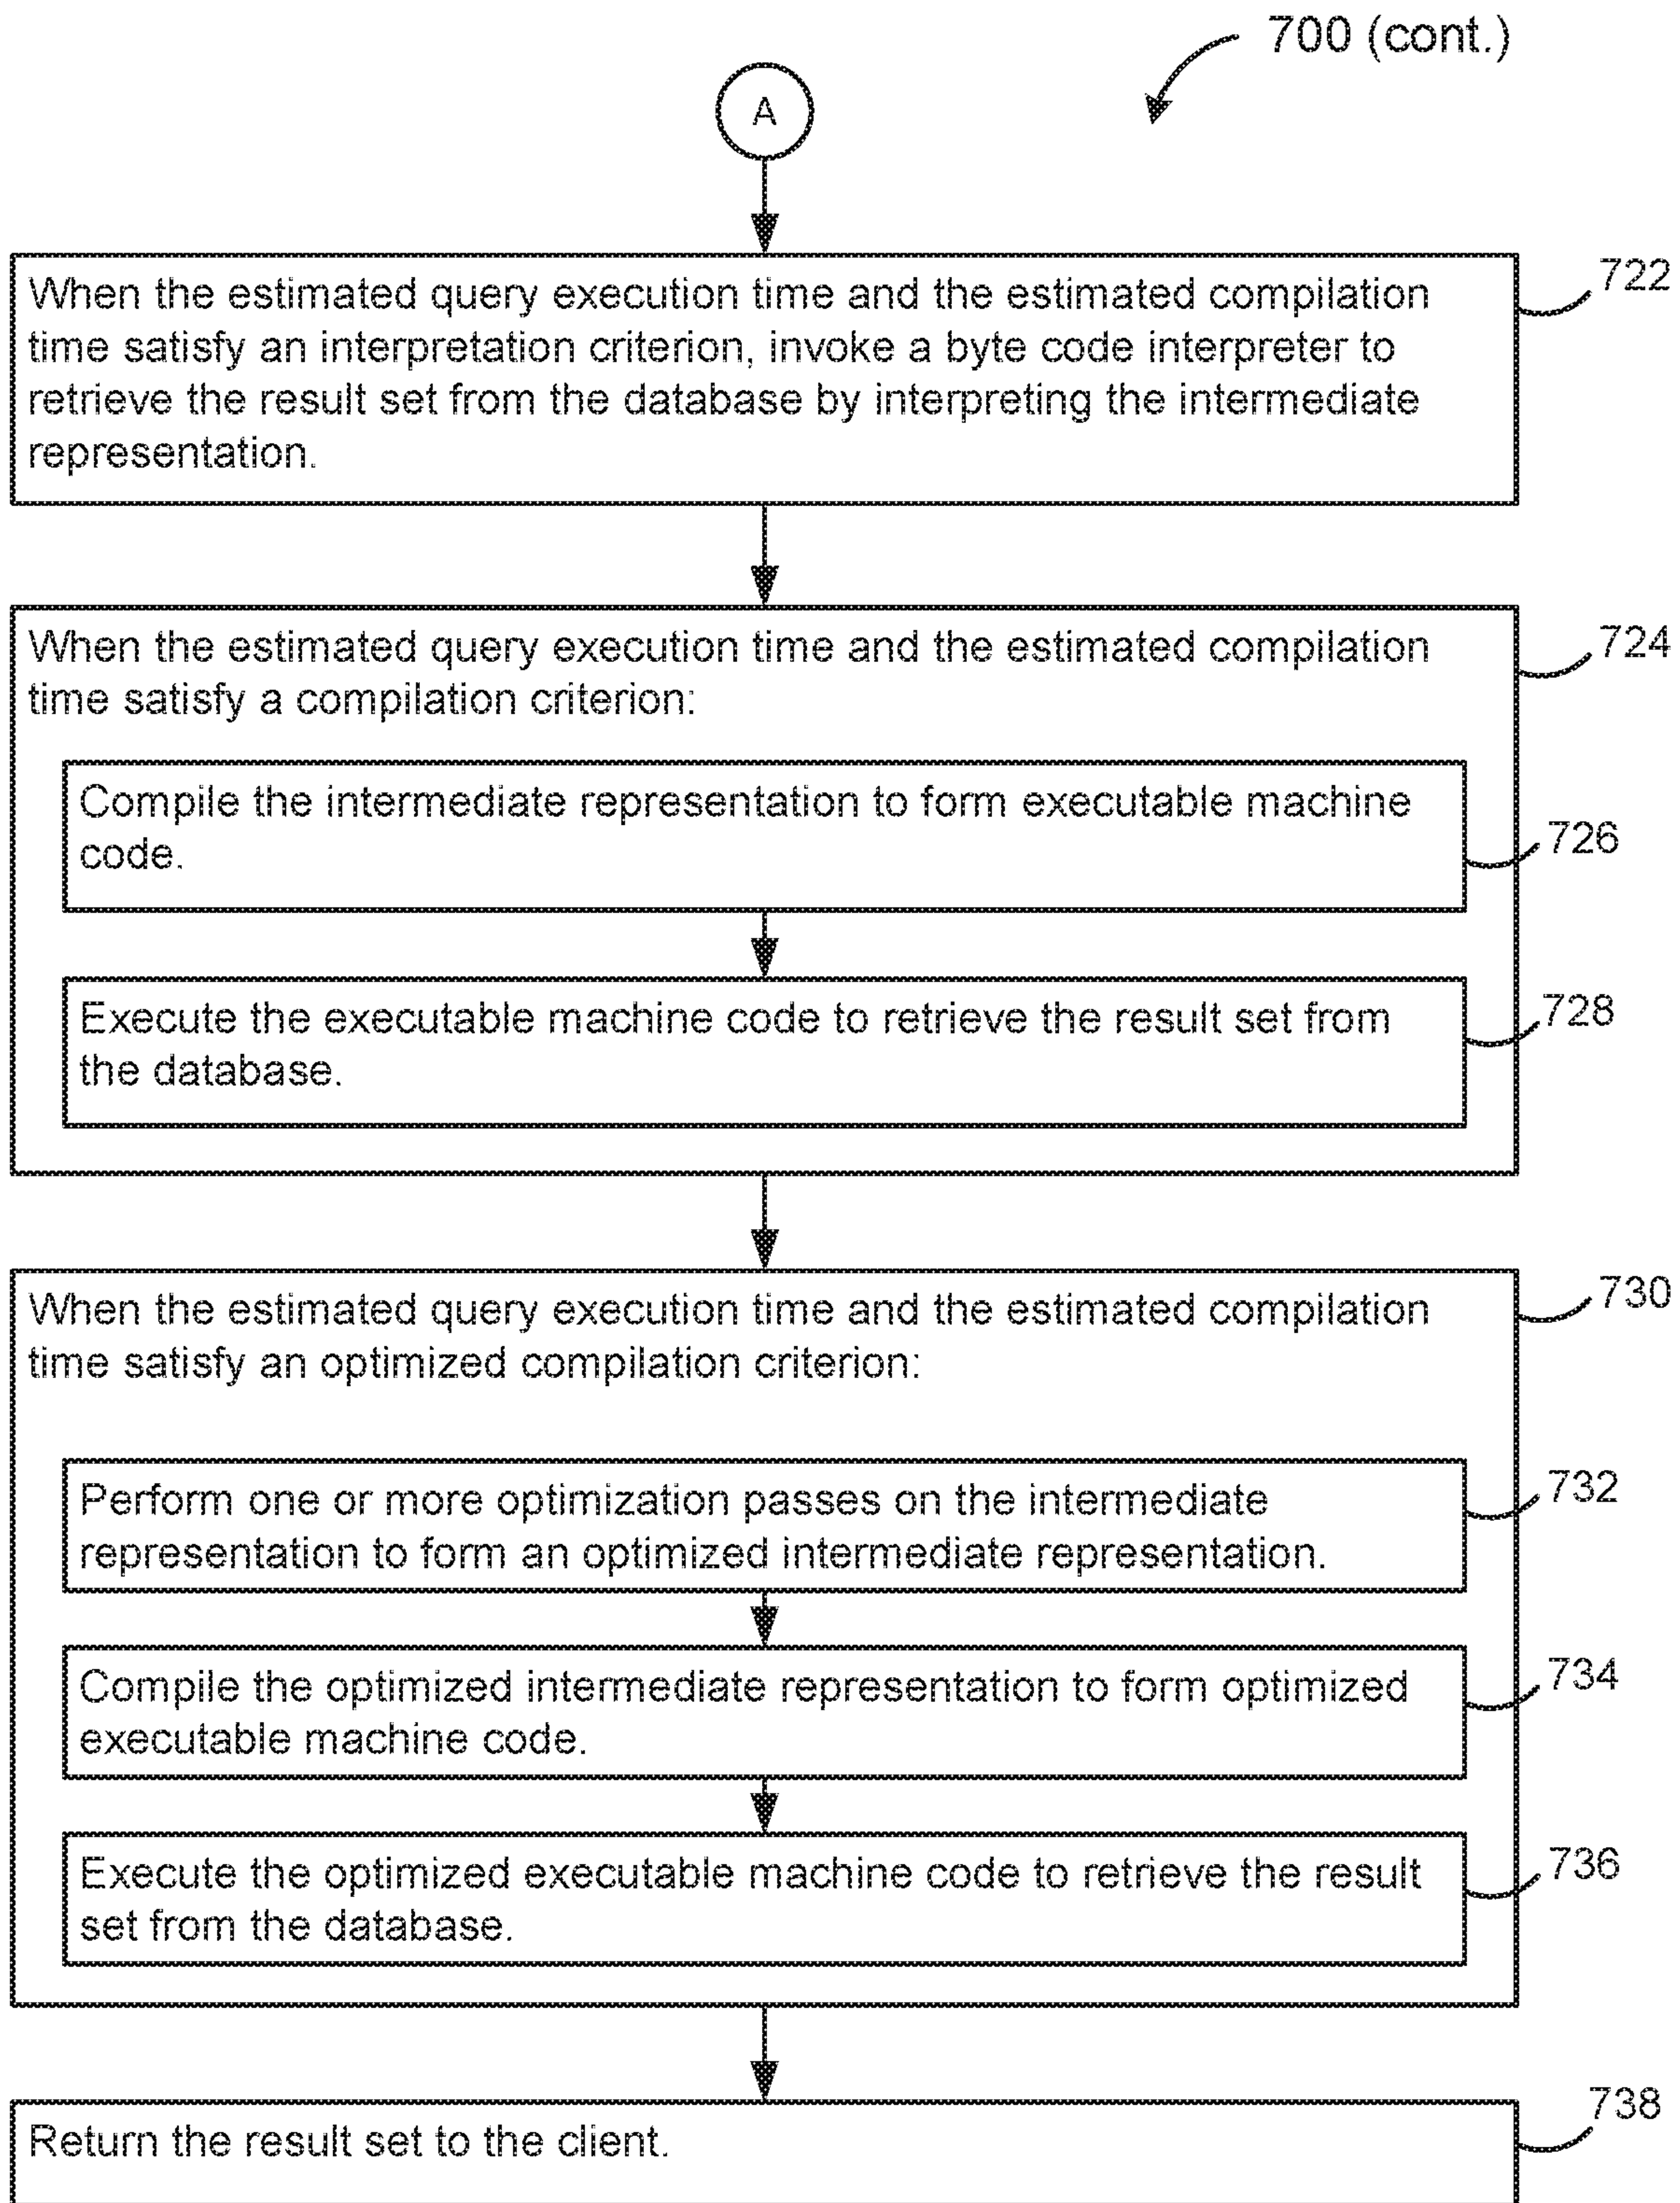 700 (cont.)
A
When the estimated query execution time and the estimated compilation
time satisfy an interpretation criterion, invoke a byte code interpreter to
retrieve the result set from the database by interpreting the intermediate
representation.
722
When the estimated query execution time and the estimated compilation
time satisfy a compilation criterion:
724
Compile the intermediate representation to form executable machine
code.
726
Execute the executable machine code to retrieve the result set from
the database.
728
When the estimated query execution time and the estimated compilation
time satisfy an optimized compilation criterion:
730
Perform one or more optimization passes on the intermediate
representation to form an optimized intermediate representation.
732
Compile the optimized intermediate representation to form optimized
executable machine code.
734
Execute the optimized executable machine code to retrieve the result
set from the database.
736
Return the result set to the client.
738